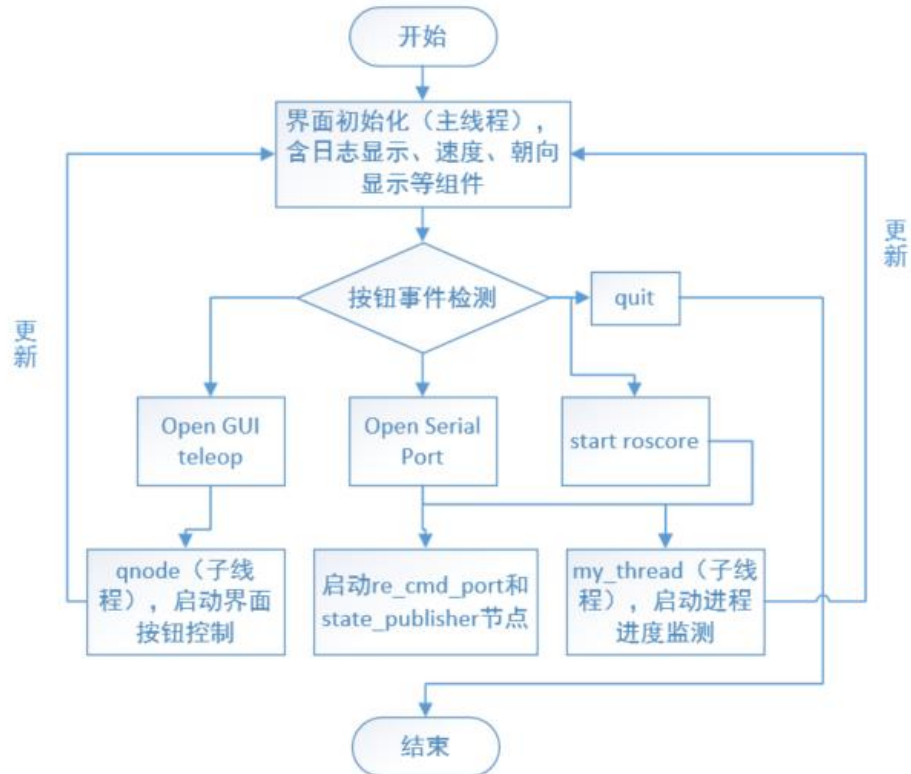 开始
界面初始化（主线程），
含日志显示、速度、朝向
显示等组件
更
新
按钮事件检测
quit
更
新
Open GUI
teleop
Open Serial
Port
start roscore
qnode（子线
程），启动界面
按钮控制
启动re_cmd_port和
state_publisher节点
my_thread（子线
程），启动进程
进度监测
结束